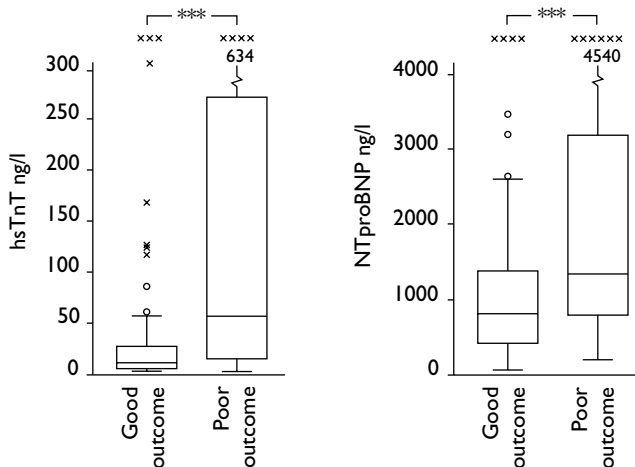 ***
×××
××××
634
300
250
200
150
100
50
0
hsTnT ng/l
Good
outcome
Poor
outcome
***
××××
××××××
4540
4000
3000
2000
1000
0
NTproBNP ng/l
Good
outcome
Poor
outcome